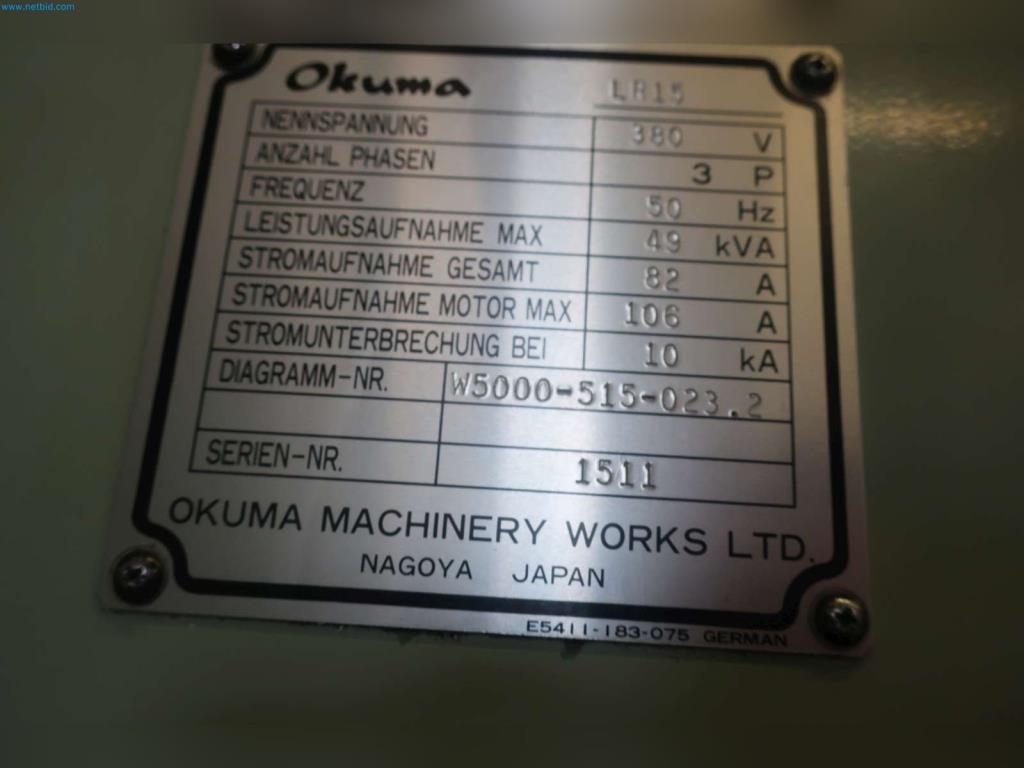 www.netbid.com
Okuma LR15
NENNSPANNUNG 380 V
ANZAHL PHASEN 3 P
FREQUENZ 50 Hz
LEISTUNGSAUFNAHME MAX 49 kVA
STROMAUFNAHME GESAMT 82 A
STROMAUFNAHME MOTOR MAX 106 A
STROMUNTERBRECHUNG BEI 10 kA
DIAGRAMM-NR. W5000-515-023.2
SERIEN-NR. 1511
OKUMA MACHINERY WORKS LTD.
NAGOYA JAPAN
E5411-183-075 GERMAN